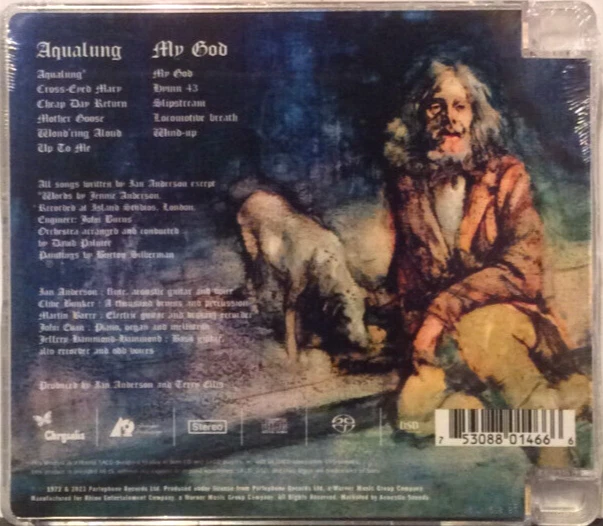 Aqualung My God
Aqualung* My God
Cross-Eyed Mary Hymn 43
Cheap Day Return Slipstream
Mother Goose Locomotive breath
Wond'ring Aloud Wind-up
Up To Me
All songs written by Ian Anderson except
*Words by Jennie Anderson.
Recorded at Island Studios, London.
Engineer: John Burns
Orchestra arranged and conducted
by David Palmer
Paintings by Burton Silverman
Ian Anderson : flute, acoustic guitar and voice
Clive Bunker : A thousand drums and percussion
Martin Barre : Electric guitar and descant recorder
John Evan : Piano, organ and mellotron
Jeffrey Hammond-Hammond : Bass guitar,
alto recorder and odd voices
Produced by Ian Anderson and Terry Ellis
Chrysalis
Stereo
DSD
7 53088 01466 6
Parlophone Records Ltd. Produced under license from Parlophone Records Ltd, a Warner Music Group Company.
Manufactured for Rhino Entertainment Company, a Warner Music Group Company. All Rights Reserved. Marketed by Acoustic Sounds.